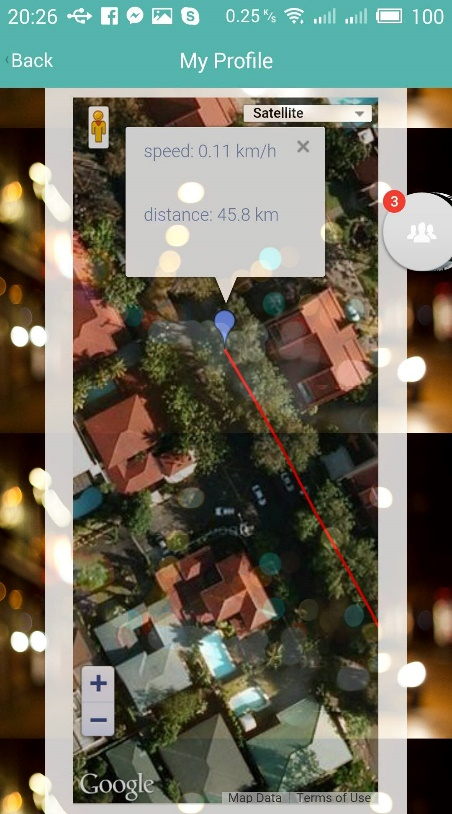 20:26 0.25 K/s 100
Back My Profile
Satellite
speed: 0.11 km/h
distance: 45.8 km
3
Google
Map Data Terms of Use